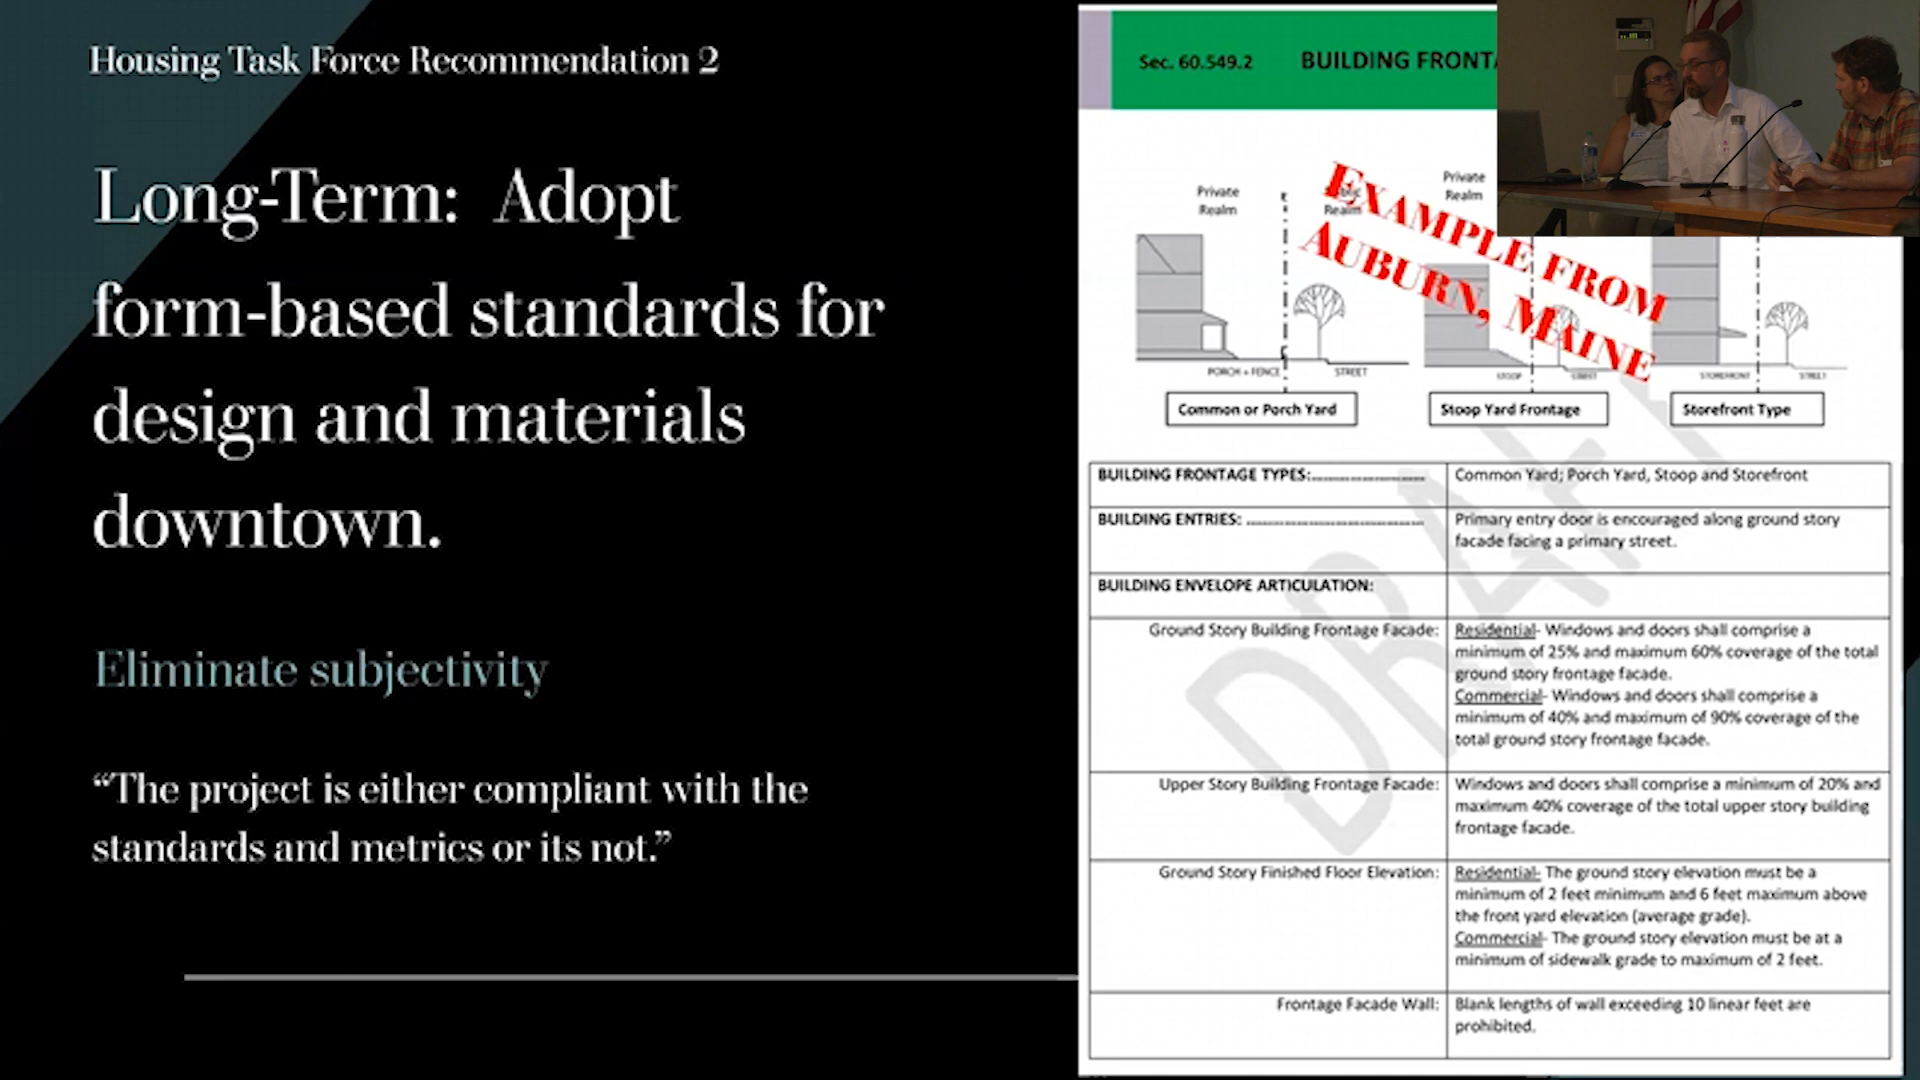 Housing Task Force Recommendation 2
Long-Term: Adopt
form-based standards for
design and materials
downtown.
Eliminate subjectivity
“The project is either compliant with the
standards and metrics or its not.”
Sec. 60.549.2 BUILDING FRONTA
Private
Realm
Realm
Private
Realm
EXAMPLE FROM
AUBURN, MAINE
PORCH + FENCE STREET
STOOP STREET
STOREFRONT STREET
Common or Porch Yard
Stoop Yard Frontage
Storefront Type
DRAFT
BUILDING FRONTAGE TYPES:............................ Common Yard; Porch Yard, Stoop and Storefront
BUILDING ENTRIES: ............................................ Primary entry door is encouraged along ground story
facade facing a primary street.
BUILDING ENVELOPE ARTICULATION:
Ground Story Building Frontage Facade: Residential- Windows and doors shall comprise a
minimum of 25% and maximum 60% coverage of the total
ground story frontage facade.
Commercial- Windows and doors shall comprise a
minimum of 40% and maximum of 90% coverage of the
total ground story frontage facade.
Upper Story Building Frontage Facade: Windows and doors shall comprise a minimum of 20% and
maximum 40% coverage of the total upper story building
frontage facade.
Ground Story Finished Floor Elevation: Residential- The ground story elevation must be a
minimum of 2 feet minimum and 6 feet maximum above
the front yard elevation (average grade).
Commercial- The ground story elevation must be at a
minimum of sidewalk grade to maximum of 2 feet.
Frontage Facade Wall: Blank lengths of wall exceeding 10 linear feet are
prohibited.